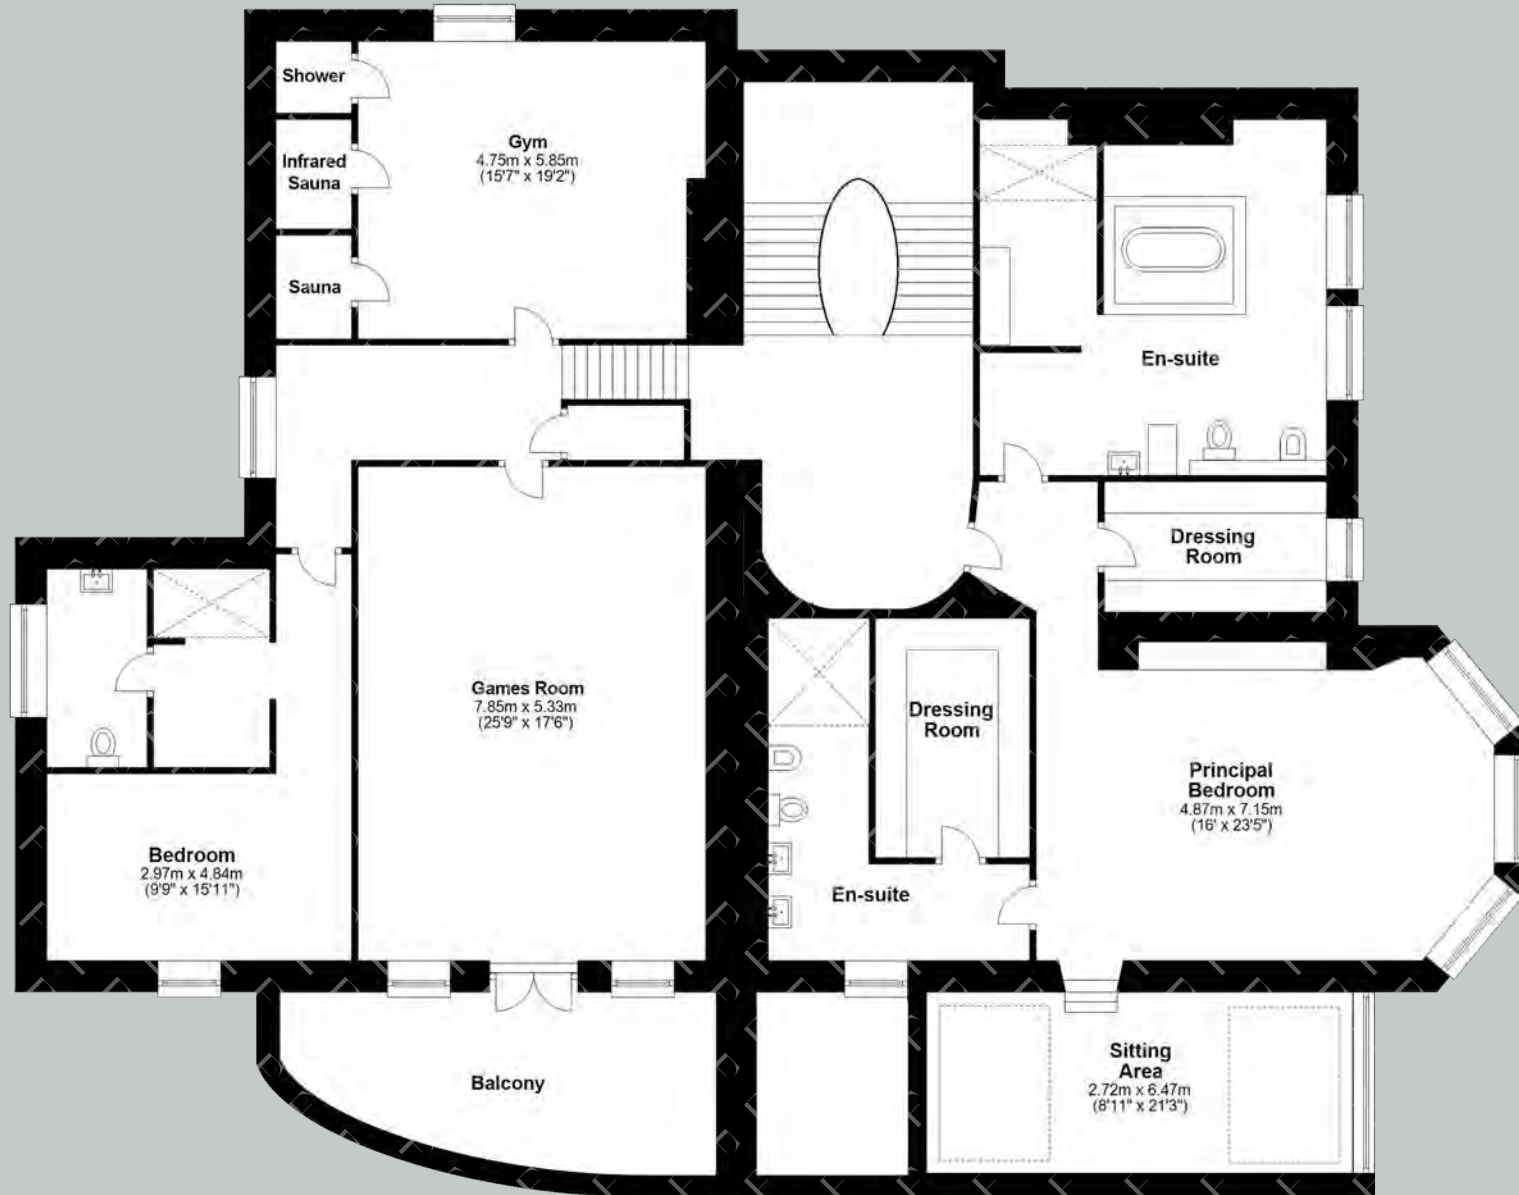 Shower
Infrared
Sauna
Sauna
Gym
4.75m x 5.85m
(15'7" x 19'2")
En-suite
Dressing
Room
Games Room
7.85m x 5.33m
(25'9" x 17'6")
Dressing
Room
Principal
Bedroom
4.87m x 7.15m
(16' x 23'5")
Bedroom
2.97m x 4.84m
(9'9" x 15'11")
En-suite
Balcony
Sitting
Area
2.72m x 6.47m
(8'11" x 21'3")